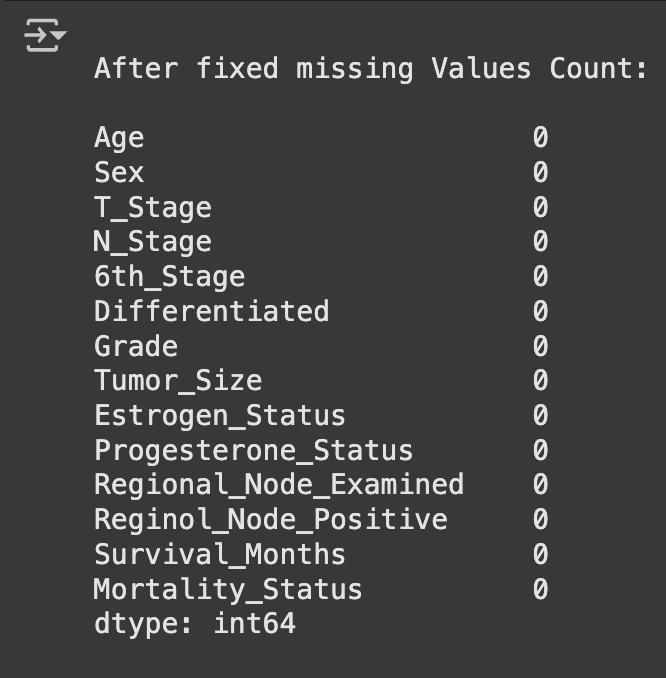 After fixed missing Values Count:
Age 0
Sex 0
T_Stage 0
N_Stage 0
6th_Stage 0
Differentiated 0
Grade 0
Tumor_Size 0
Estrogen_Status 0
Progesterone_Status 0
Regional_Node_Examined 0
Reginol_Node_Positive 0
Survival_Months 0
Mortality_Status 0
dtype: int64